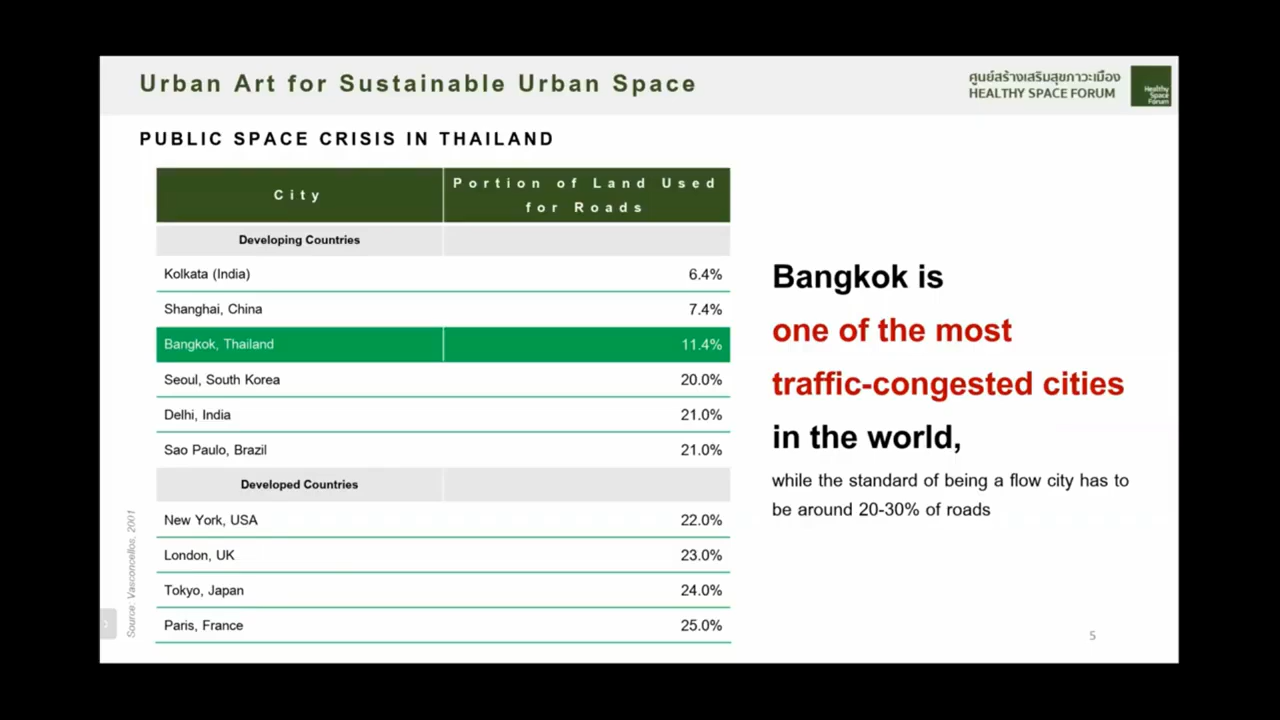 Urban Art for Sustainable Urban Space
ศูนย์สร้างเสริมสุขภาวะเมือง
HEALTHY SPACE FORUM
Healthy
Space
Forum
PUBLIC SPACE CRISIS IN THAILAND
City
Portion of Land Used
for Roads
Developing Countries
Kolkata (India) 6.4%
Shanghai, China 7.4%
Bangkok, Thailand 11.4%
Seoul, South Korea 20.0%
Delhi, India 21.0%
Sao Paulo, Brazil 21.0%
Developed Countries
New York, USA 22.0%
London, UK 23.0%
Tokyo, Japan 24.0%
Paris, France 25.0%
Source: Vasconcellos, 2001
Bangkok is
one of the most
traffic-congested cities
in the world,
while the standard of being a flow city has to
be around 20-30% of roads
5